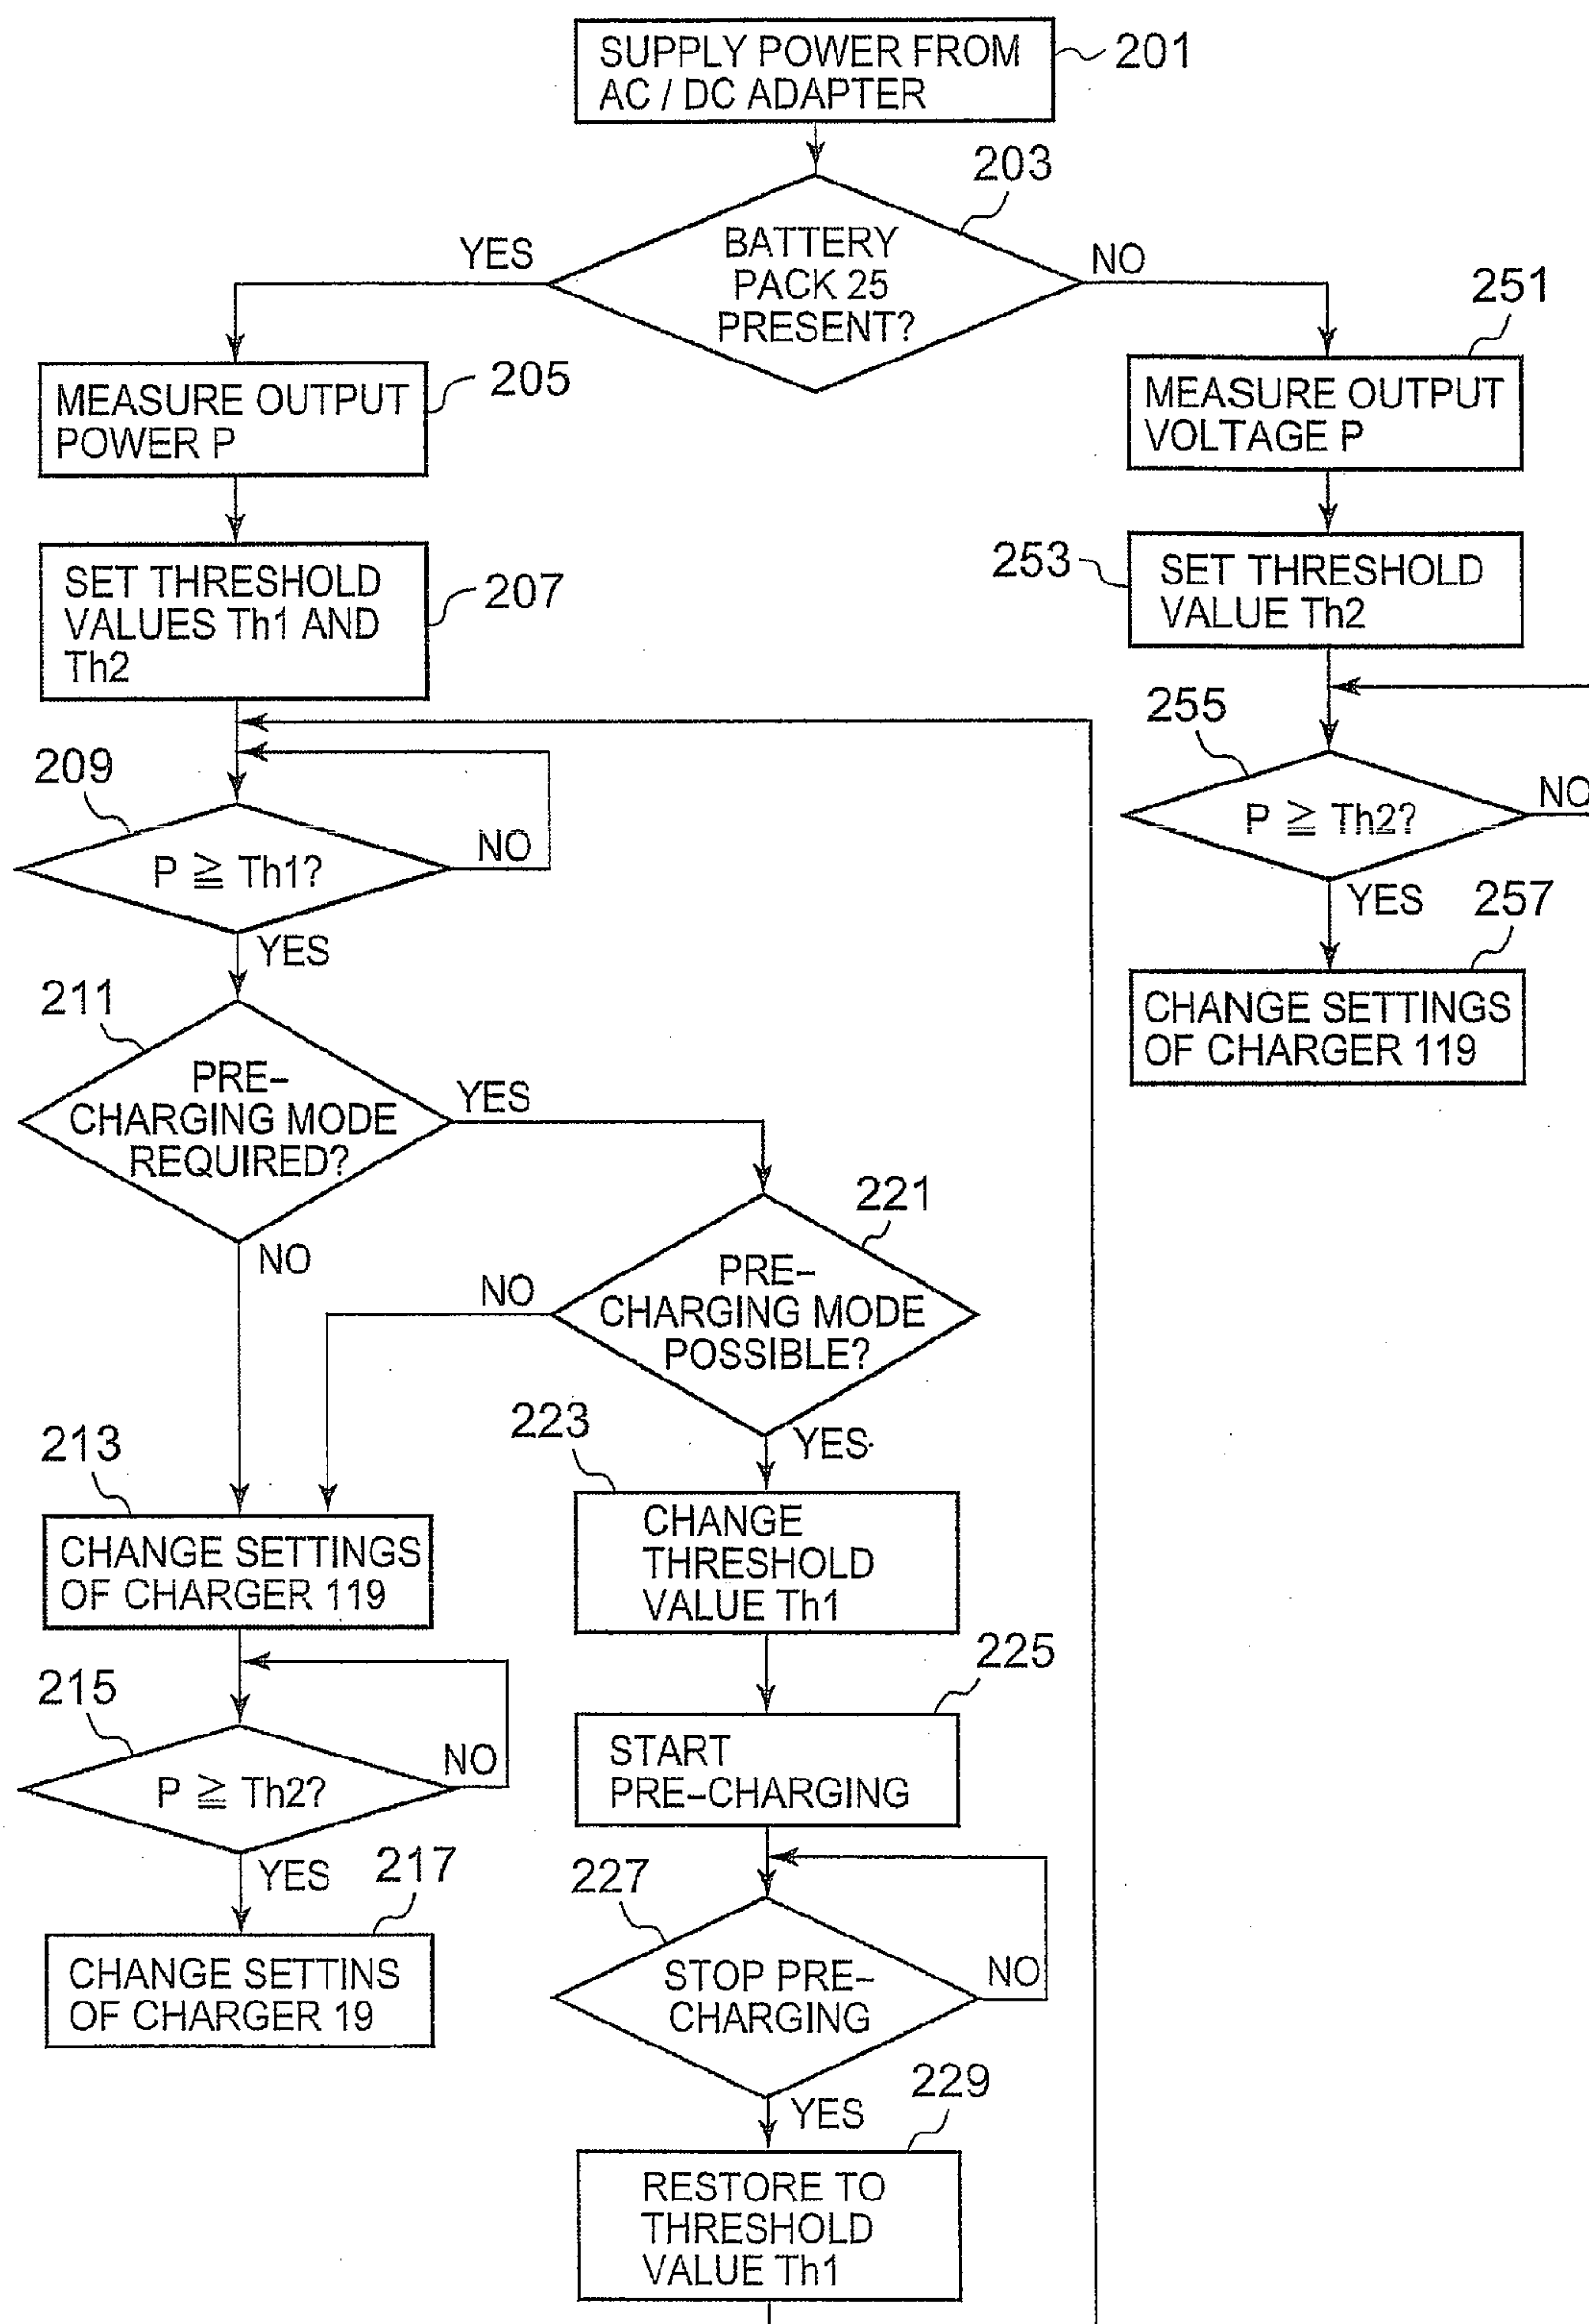 SUPPLY POWER FROM
AC / DC ADAPTER
201
203
BATTERY
PACK 25
PRESENT?
YES
NO
MEASURE OUTPUT
POWER P
205
251
MEASURE OUTPUT
VOLTAGE P
SET THRESHOLD
VALUES Th1 AND
Th2
207
253
SET THRESHOLD
VALUE Th2
209
P ≧ Th1?
NO
YES
255
P ≧ Th2?
NO
YES
257
CHANGE SETTINGS
OF CHARGER 119
211
PRE-
CHARGING MODE
REQUIRED?
YES
NO
221
PRE-
CHARGING MODE
POSSIBLE?
NO
YES
213
CHANGE SETTINGS
OF CHARGER 119
223
CHANGE
THRESHOLD
VALUE Th1
215
P ≧ Th2?
NO
YES
225
START
PRE-CHARGING
217
CHANGE SETTINS
OF CHARGER 19
227
STOP PRE-
CHARGING
NO
YES
229
RESTORE TO
THRESHOLD
VALUE Th1